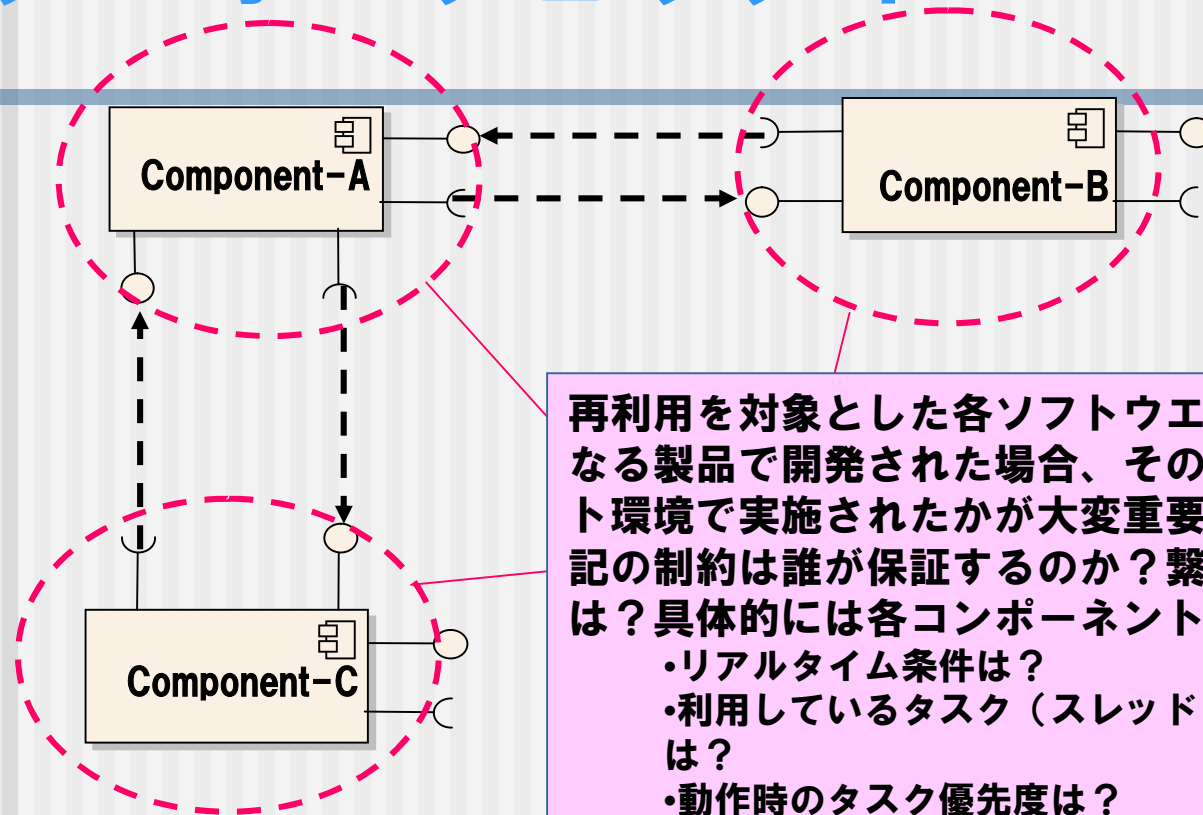 Component-A
Component-B
再利用を対象とした各ソフトウエ
なる製品で開発された場合、その
ト環境で実施されたかが大変重要
記の制約は誰が保証するのか？繋
は？具体的には各コンポーネント
•リアルタイム条件は？
•利用しているタスク（スレッド
は？
•動作時のタスク優先度は？
Component-C